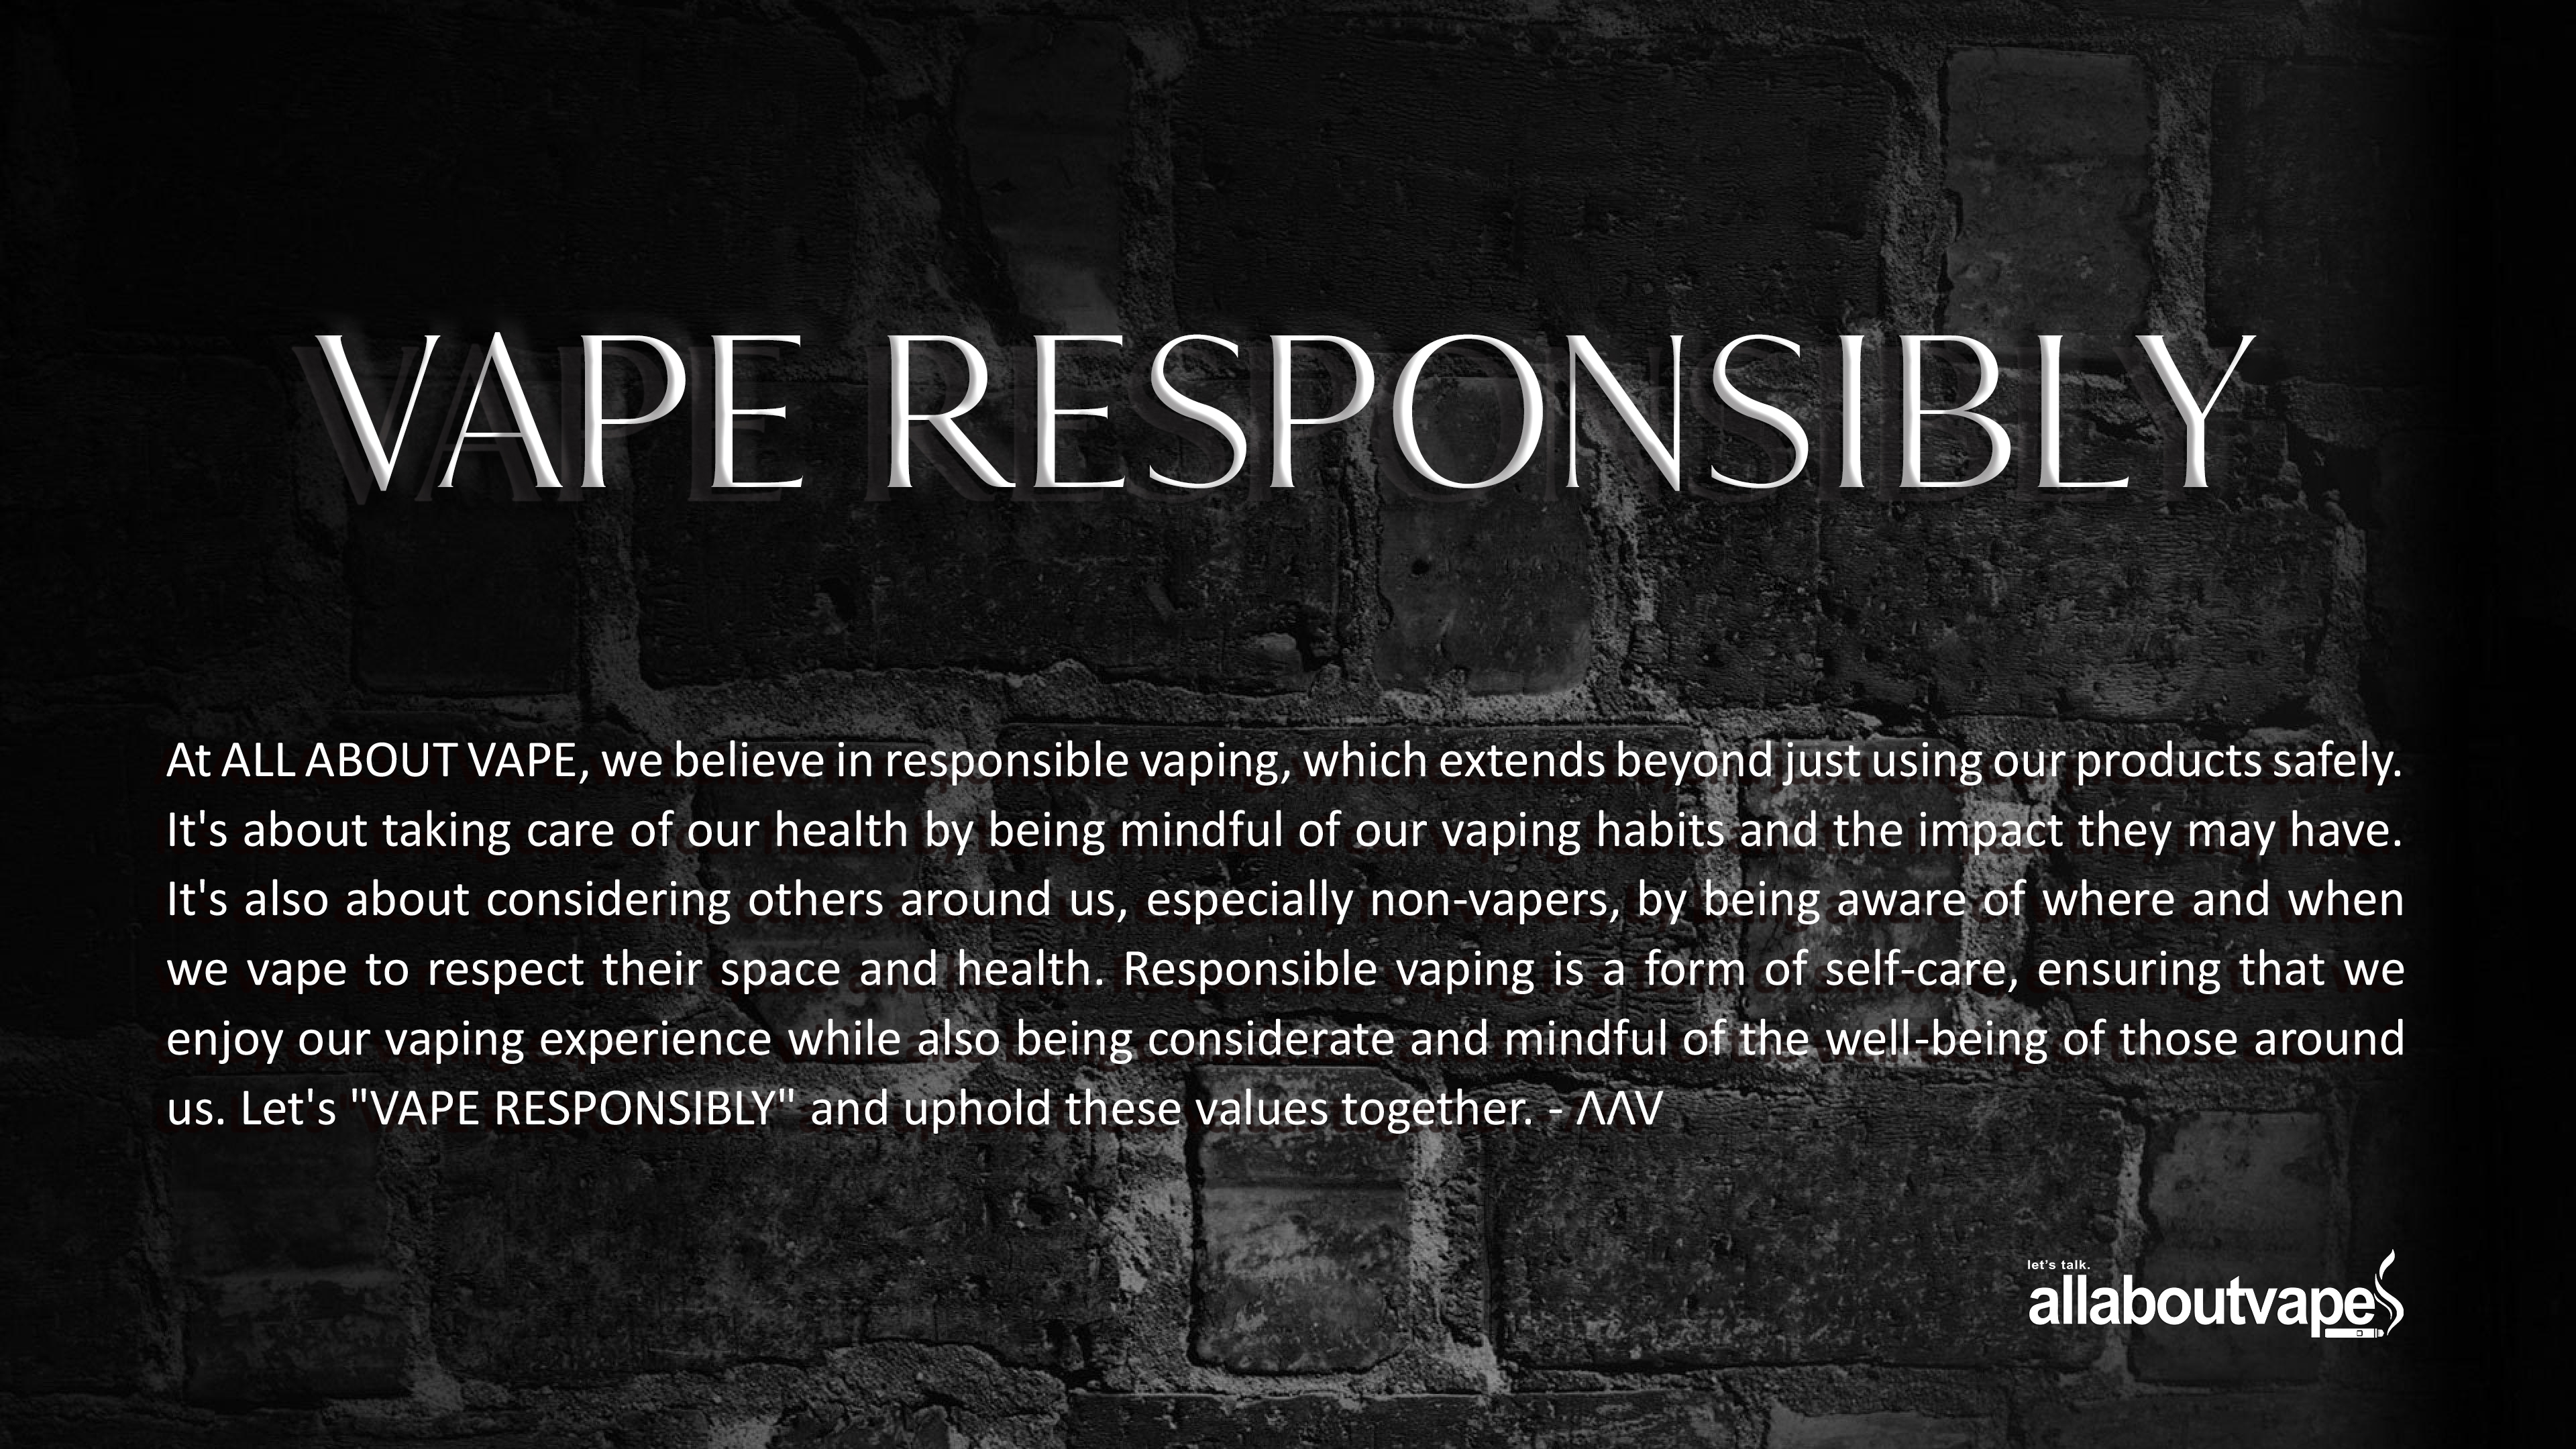 VAPE RESPONSIBLY
At ALL ABOUT VAPE, we believe in responsible vaping, which extends beyond just using our products safely.
It's about taking care of our health by being mindful of our vaping habits and the impact they may have.
It's also about considering others around us, especially non-vapers, by being aware of where and when
we vape to respect their space and health. Responsible vaping is a form of self-care, ensuring that we
enjoy our vaping experience while also being considerate and mindful of the well-being of those around
us. Let's "VAPE RESPONSIBLY" and uphold these values together. - ΛΛV
let's talk.
allaboutvape